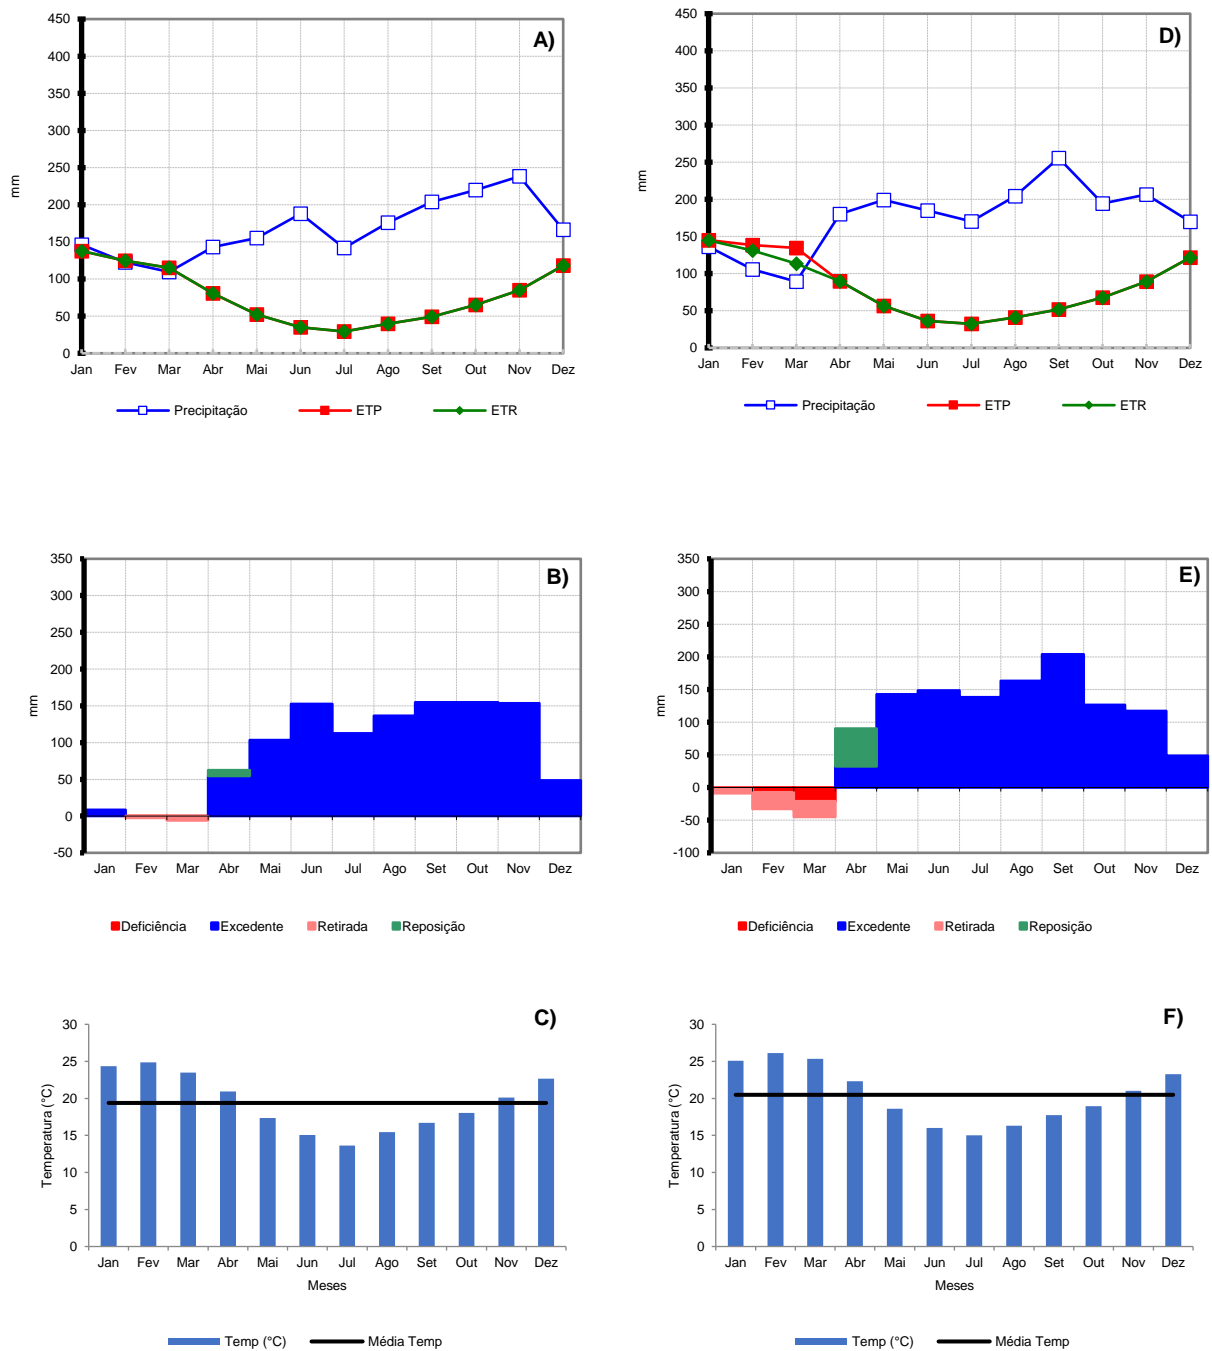 A)
450
400
350
300
250
200
150
100
50
0
mm
Jan Fev Mar Abr Mai Jun Jul Ago Set Out Nov Dez
Precipitação ETP ETR
D)
450
400
350
300
250
200
150
100
50
0
mm
Jan Fev Mar Abr Mai Jun Jul Ago Set Out Nov Dez
Precipitação ETP ETR
B)
350
300
250
200
150
100
50
0
-50
mm
Jan Fev Mar Abr Mai Jun Jul Ago Set Out Nov Dez
Deficiência Excedente Retirada Reposição
E)
350
300
250
200
150
100
50
0
-50
-100
mm
Jan Fev Mar Abr Mai Jun Jul Ago Set Out Nov Dez
Deficiência Excedente Retirada Reposição
C)
30
25
20
15
10
5
0
Temperatura (°C)
Jan Fev Mar Abr Mai Jun Jul Ago Set Out Nov Dez
Meses
Temp (°C) Média Temp
F)
30
25
20
15
10
5
0
Temperatura (°C)
Jan Fev Mar Abr Mai Jun Jul Ago Set Out Nov Dez
Meses
Temp (°C) Média Temp